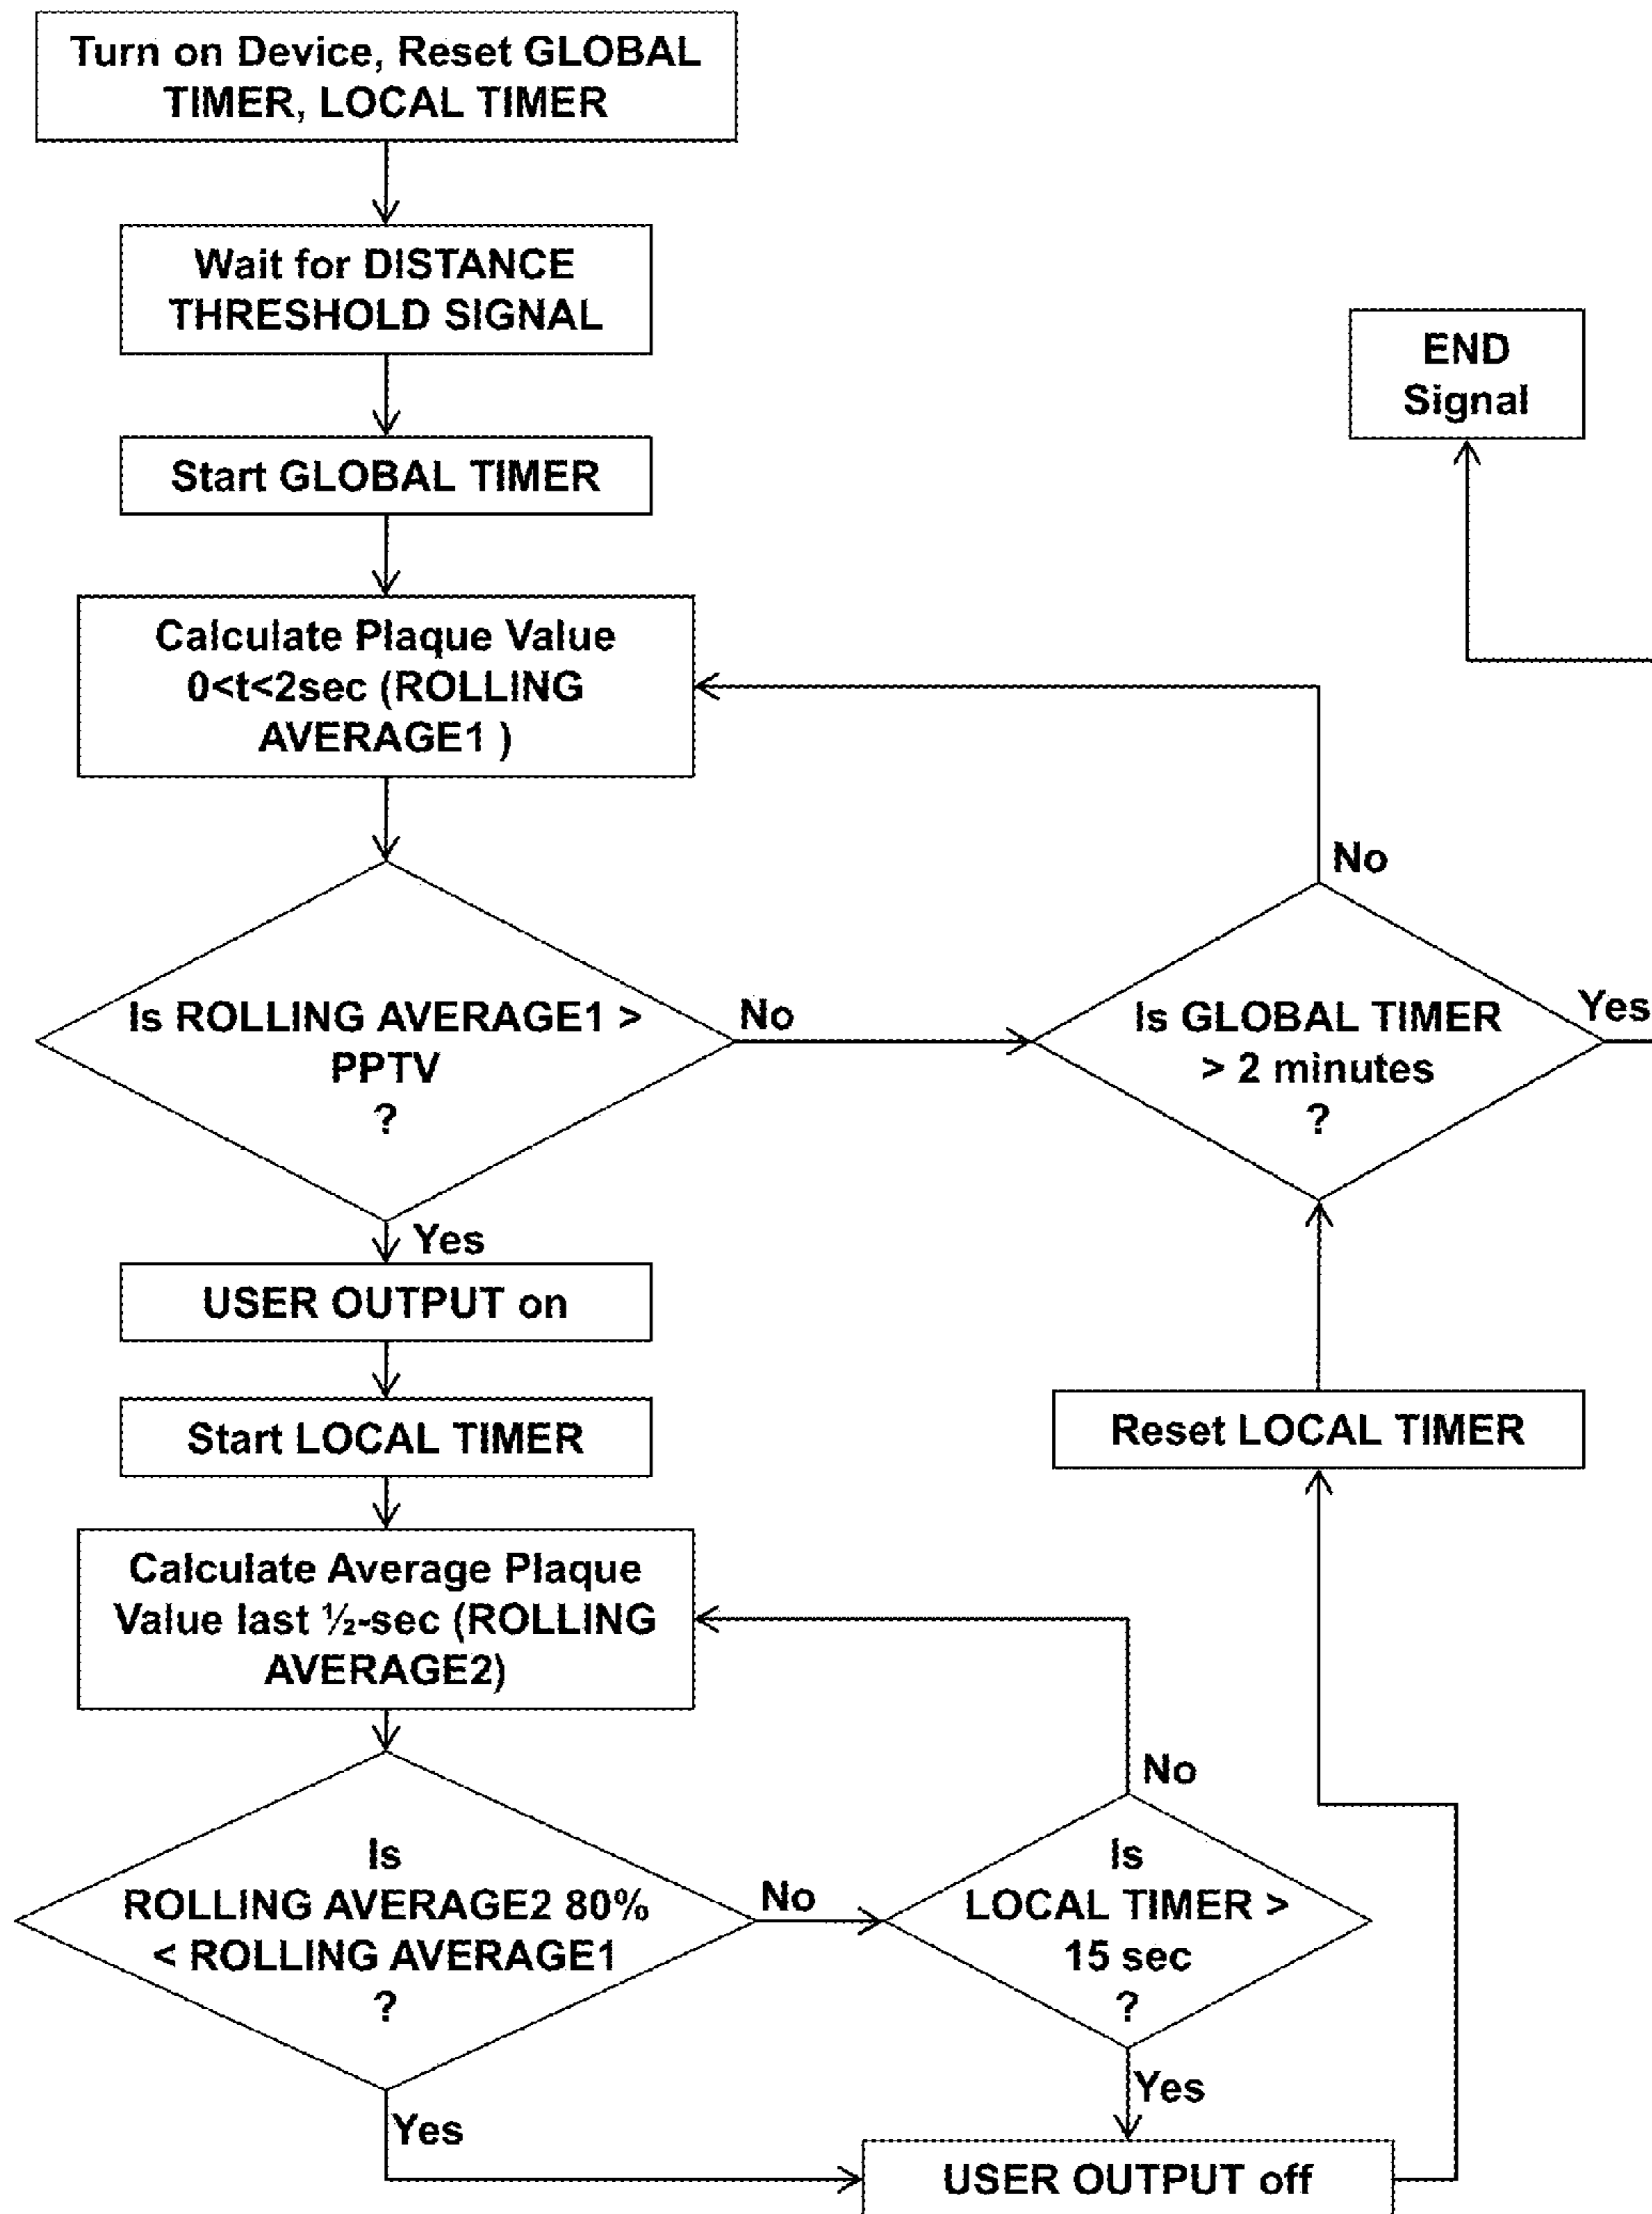 Turn on Device, Reset GLOBAL
TIMER, LOCAL TIMER
Wait for DISTANCE
THRESHOLD SIGNAL
END
Signal
Start GLOBAL TIMER
Calculate Plaque Value
0<t<2sec (ROLLING
AVERAGE1 )
No
Is ROLLING AVERAGE1 >
PPTV
?
No
Is GLOBAL TIMER
> 2 minutes
?
Yes
Yes
USER OUTPUT on
Start LOCAL TIMER
Reset LOCAL TIMER
Calculate Average Plaque
Value last ½-sec (ROLLING
AVERAGE2)
No
Is
ROLLING AVERAGE2 80%
< ROLLING AVERAGE1
?
No
Is
LOCAL TIMER >
15 sec
?
Yes
Yes
USER OUTPUT off